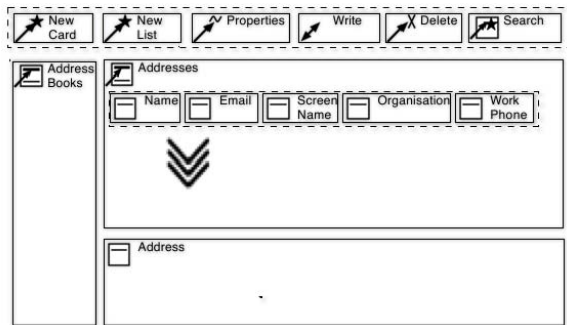 New Card
New List
Properties
Write
Delete
Search
Address Books
Addresses
Name
Email
Screen Name
Organisation
Work Phone
Address